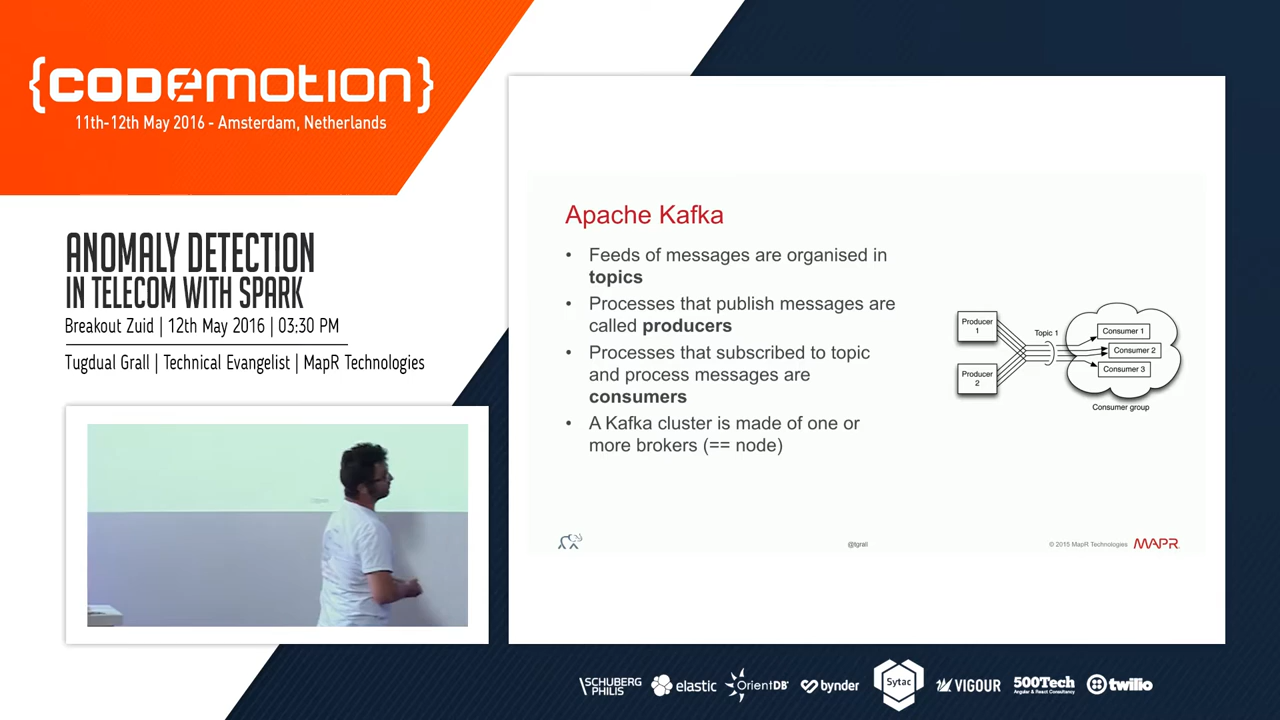 {CODEMOTION}
11th-12th May 2016 - Amsterdam, Netherlands
ANOMALY DETECTION
IN TELECOM WITH SPARK
Breakout Zuid | 12th May 2016 | 03:30 PM
Tugdual Grall | Technical Evangelist | MapR Technologies
Apache Kafka
• Feeds of messages are organised in
topics
• Processes that publish messages are
called producers
• Processes that subscribed to topic
and process messages are
consumers
• A Kafka cluster is made of one or
more brokers (== node)
Producer
1
Producer
2
Topic 1
Consumer 1
Consumer 2
Consumer 3
Consumer group
@tgrall
© 2015 MapR Technologies
MAPR
SCHUBERG
PHILIS
elastic
OrientDB
bynder
Sytac
VIGOUR
500Tech
Angular & React Consultancy
twilio